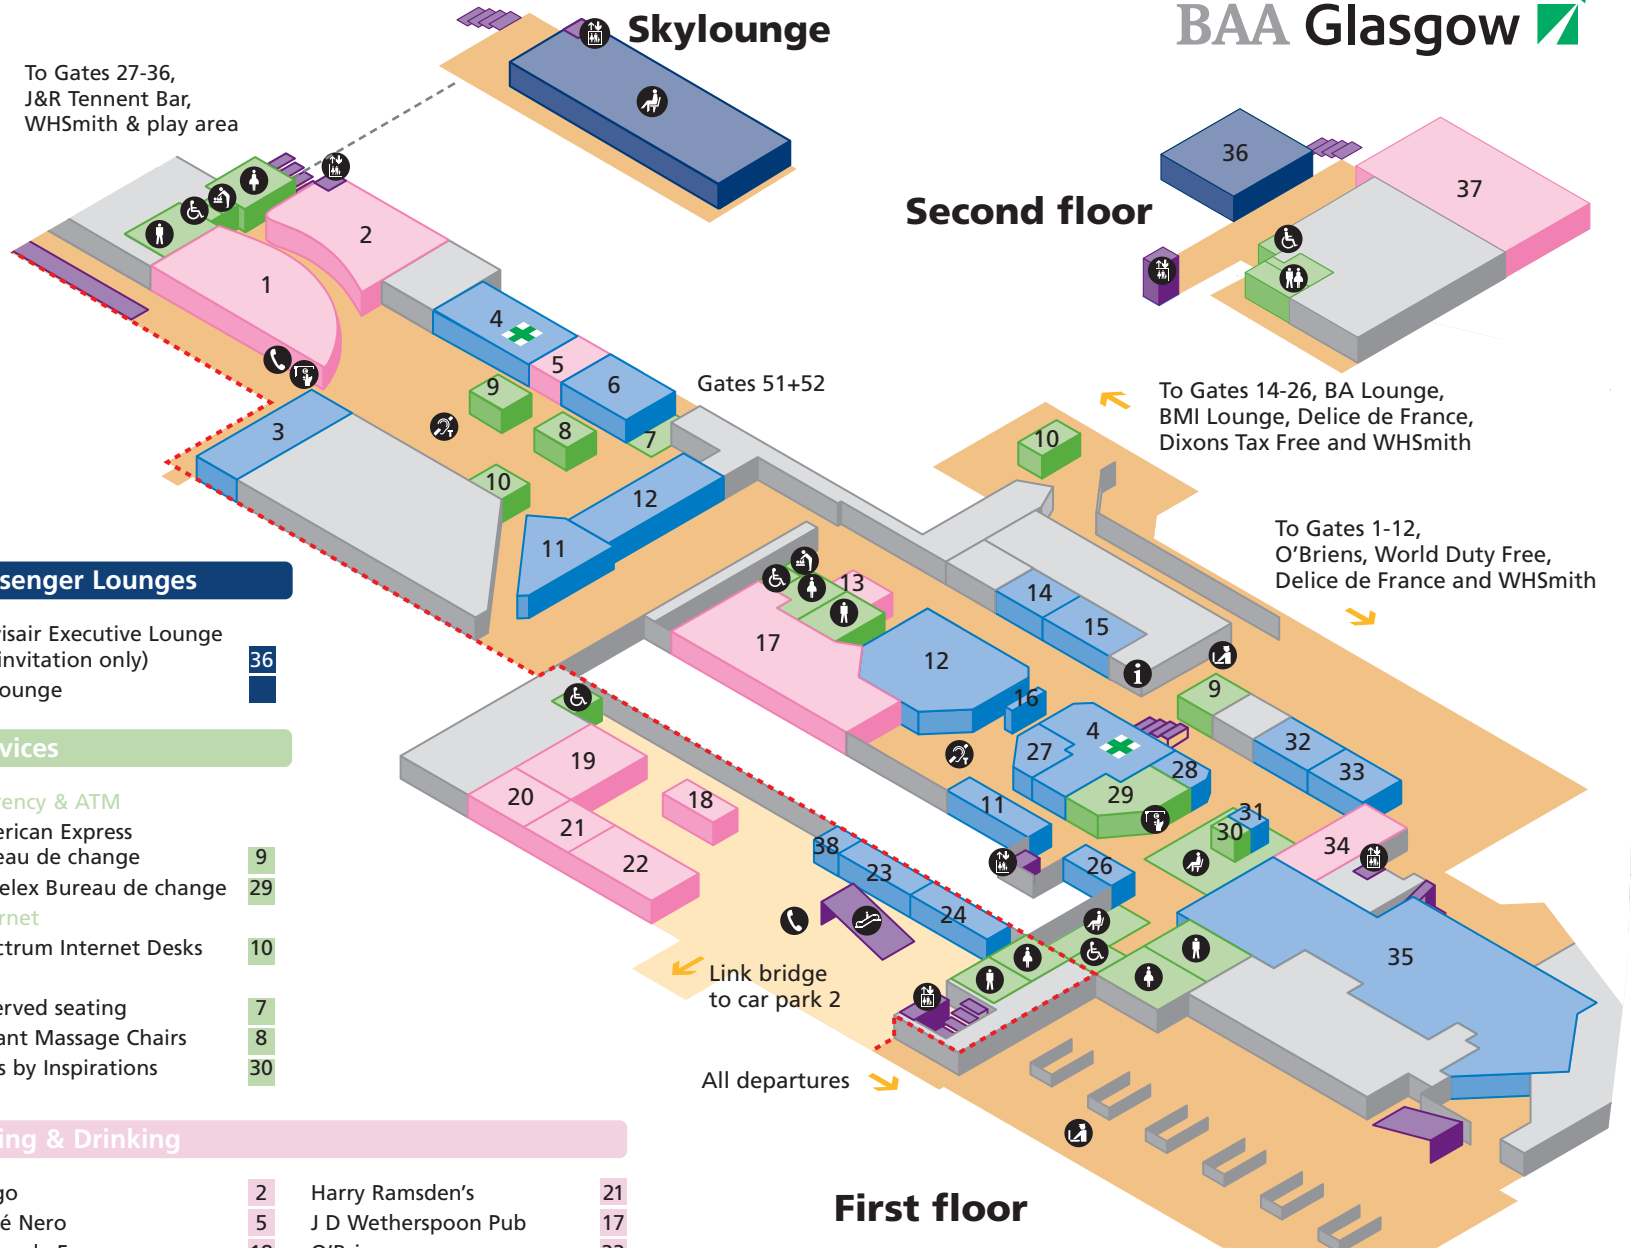 Skylounge
BAA Glasgow
To Gates 27-36,
J&R Tennent Bar,
WHSmith & play area
36
37
Second floor
2
1
4
5
6
Gates 51+52
To Gates 14-26, BA Lounge,
BMI Lounge, Delice de France,
Dixons Tax Free and WHSmith
9
8
7
3
10
10
12
11
To Gates 1-12,
O'Briens, World Duty Free,
Delice de France and WHSmith
13
14
15
17
12
16
9
4
27
28
32
33
29
11
31
30
34
26
35
19
20
18
21
22
38
23
24
Link bridge
to car park 2
All departures
First floor
senger Lounges
isair Executive Lounge
invitation only) 36
ounge
vices
ency & ATM
erican Express
eau de change 9
elex Bureau de change 29
rnet
ctrum Internet Desks 10
erved seating 7
ant Massage Chairs 8
s by Inspirations 30
ing & Drinking
go 2
é Nero 5
Harry Ramsden's 21
J D Wetherspoon Pub 17